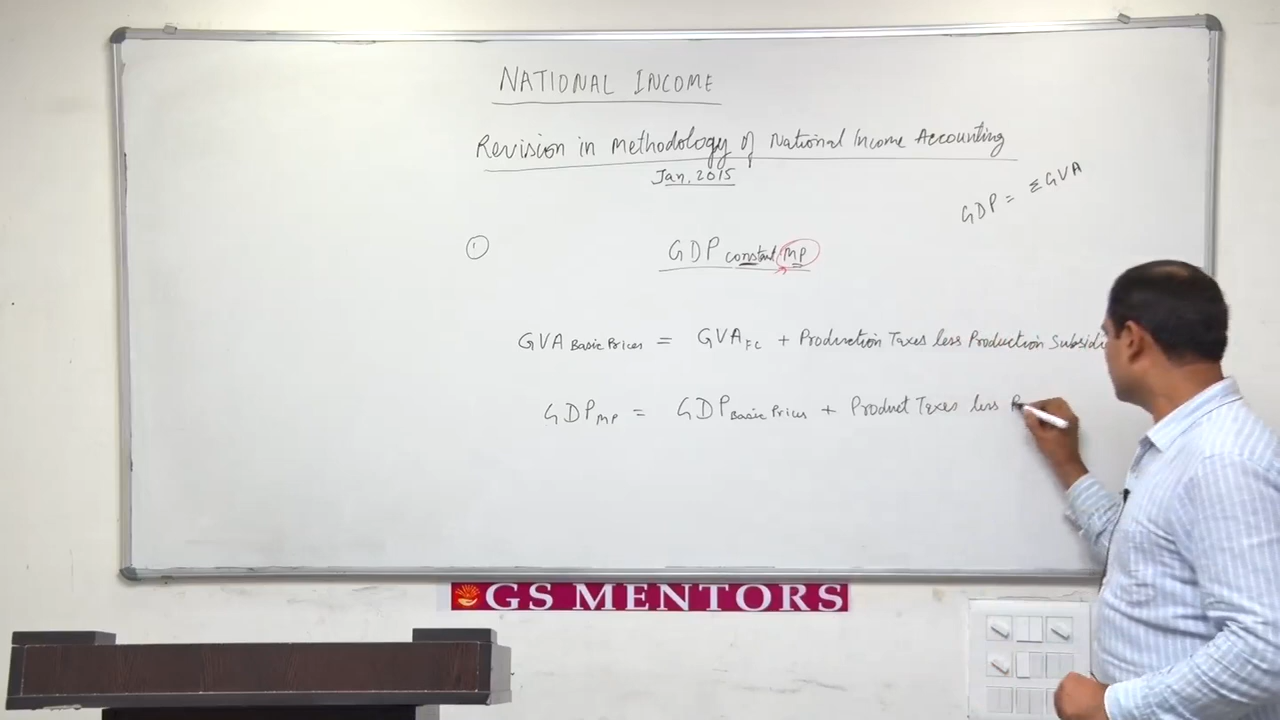 NATIONAL INCOME
Revision in Methodology of National Income Accounting
Jan, 2015
GDP = Σ GVA
① GDP constant MP
GVA Basic Prices = GVA FC + Production Taxes less Production Subsidi
GDP MP = GDP Basic Prices + Product Taxes less P
GS MENTORS